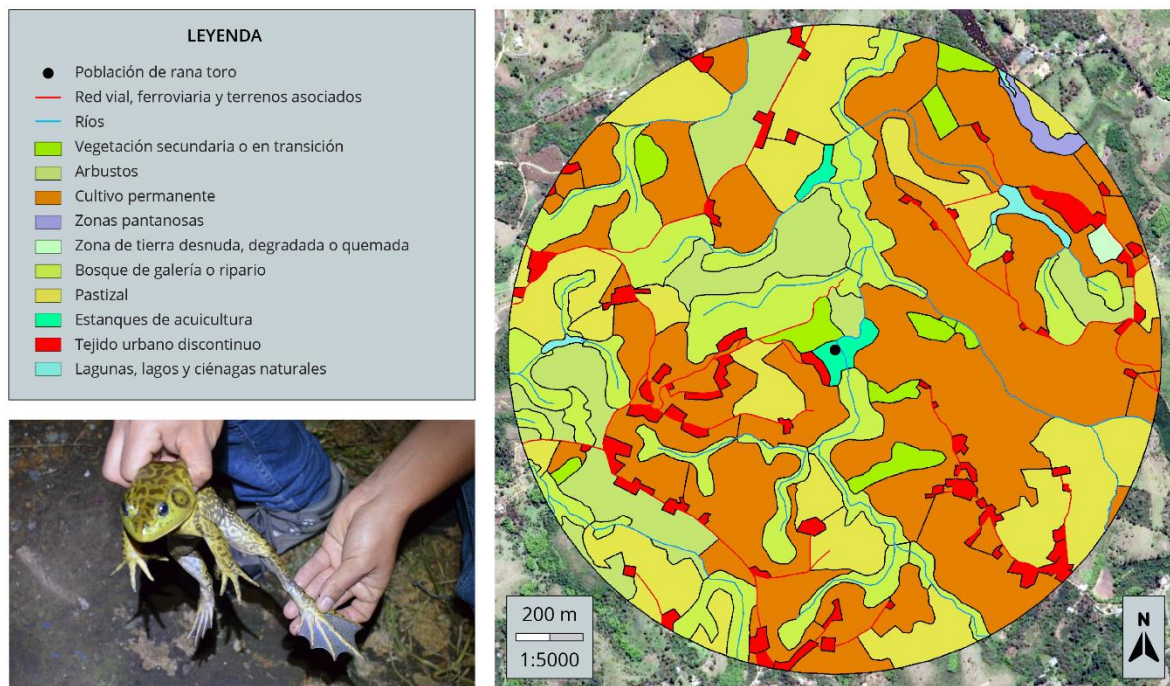 LEYENDA
Población de rana toro
Red vial, ferroviaria y terrenos asociados
Ríos
Vegetación secundaria o en transición
Arbustos
Cultivo permanente
Zonas pantanosas
Zona de tierra desnuda, degradada o quemada
Bosque de galería o ripario
Pastizal
Estanques de acuicultura
Tejido urbano discontinuo
Lagunas, lagos y ciénagas naturales
200 m
1:5000
N